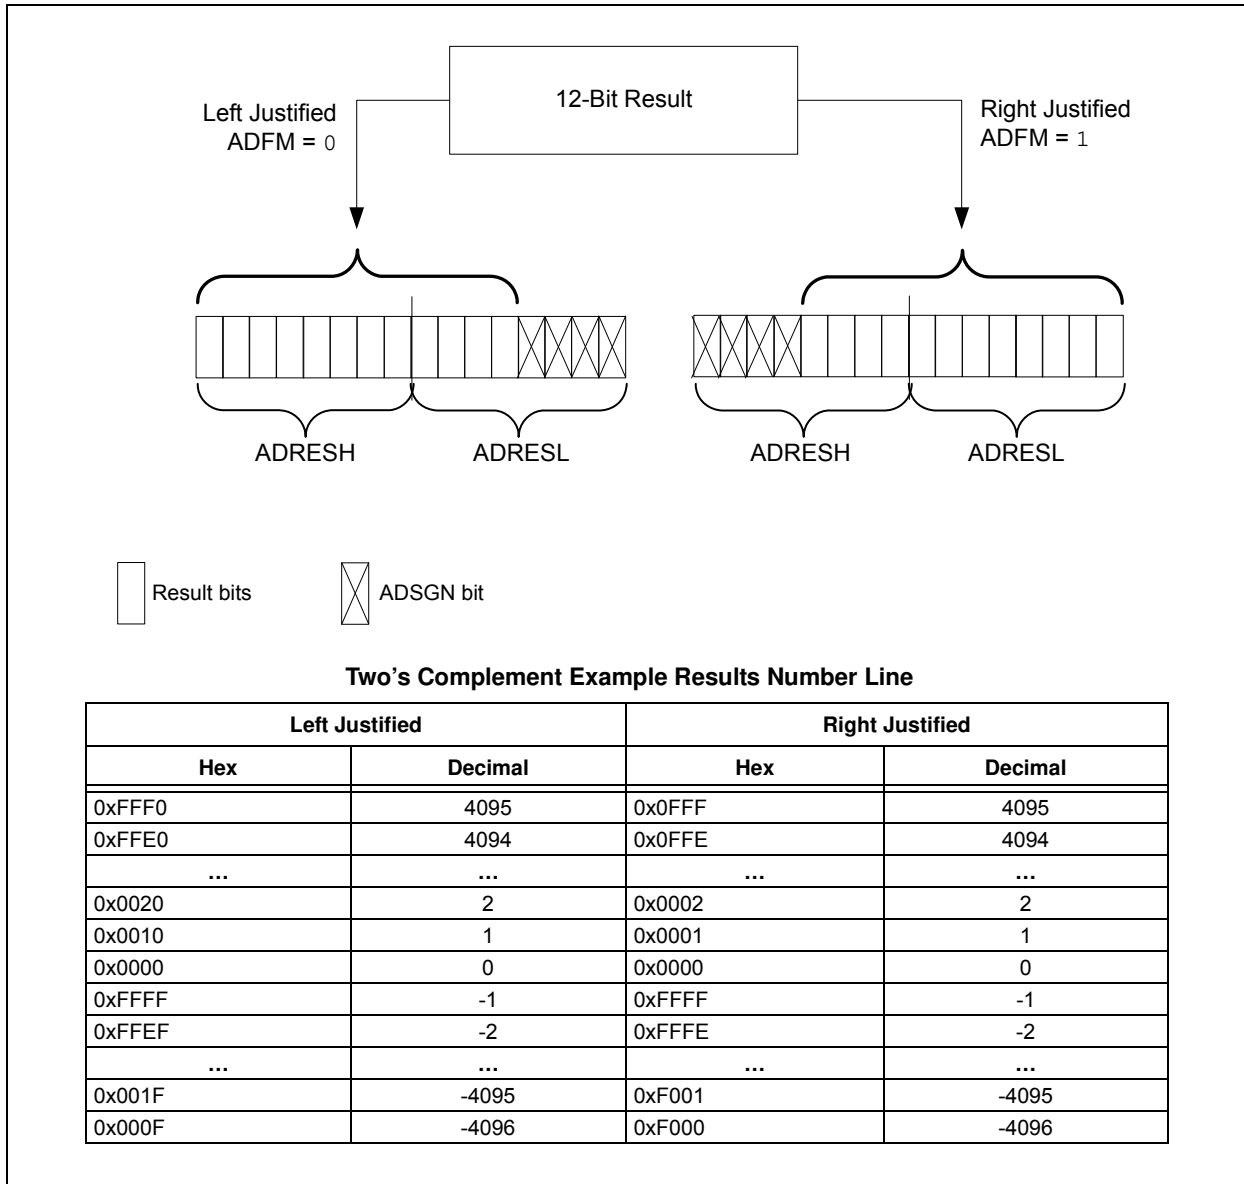 12-Bit Result
Left Justified
ADFM = 0
Right Justified
ADFM = 1
ADRESH ADRESL ADRESH ADRESL
Result bits ADSGN bit
Two's Complement Example Results Number Line
Left Justified Right Justified
Hex Decimal Hex Decimal
0xFFF0 4095 0x0FFF 4095
0xFFE0 4094 0x0FFE 4094
... ... ... ...
0x0020 2 0x0002 2
0x0010 1 0x0001 1
0x0000 0 0x0000 0
0xFFFF -1 0xFFFF -1
0xFFEF -2 0xFFFE -2
... ... ... ...
0x001F -4095 0xF001 -4095
0x000F -4096 0xF000 -4096